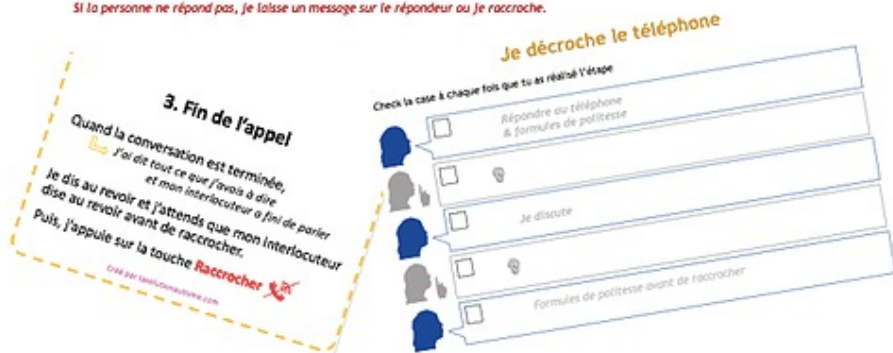 Si la personne ne répond pas, je laisse un message sur le répondeur ou je raccroche.
3. Fin de l'appel
Quand la conversation est terminée,
J'ai dit tout ce que j'avais à dire
et mon interlocuteur a fini de parler
Je dis au revoir et j'attends que mon interlocuteur
dise au revoir avant de raccrocher.
Puis, j'appuie sur la touche Raccrocher
Je décroche le téléphone
Check la case à chaque fois que tu as réalisé l'étape
Répondre au téléphone
& formules de politesse
Je discute
Formules de politesse avant de raccrocher